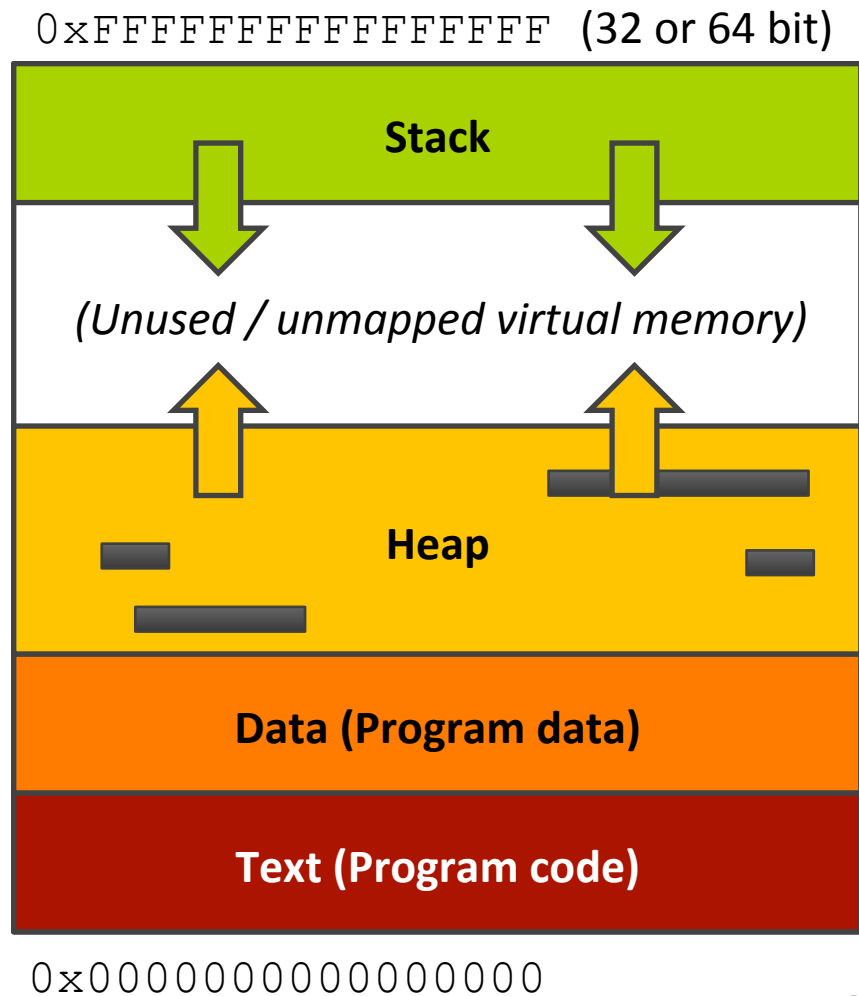 0xFFFFFFFFFFFFFFFF (32 or 64 bit)
Stack
(Unused / unmapped virtual memory)
Heap
Data (Program data)
Text (Program code)
0x0000000000000000